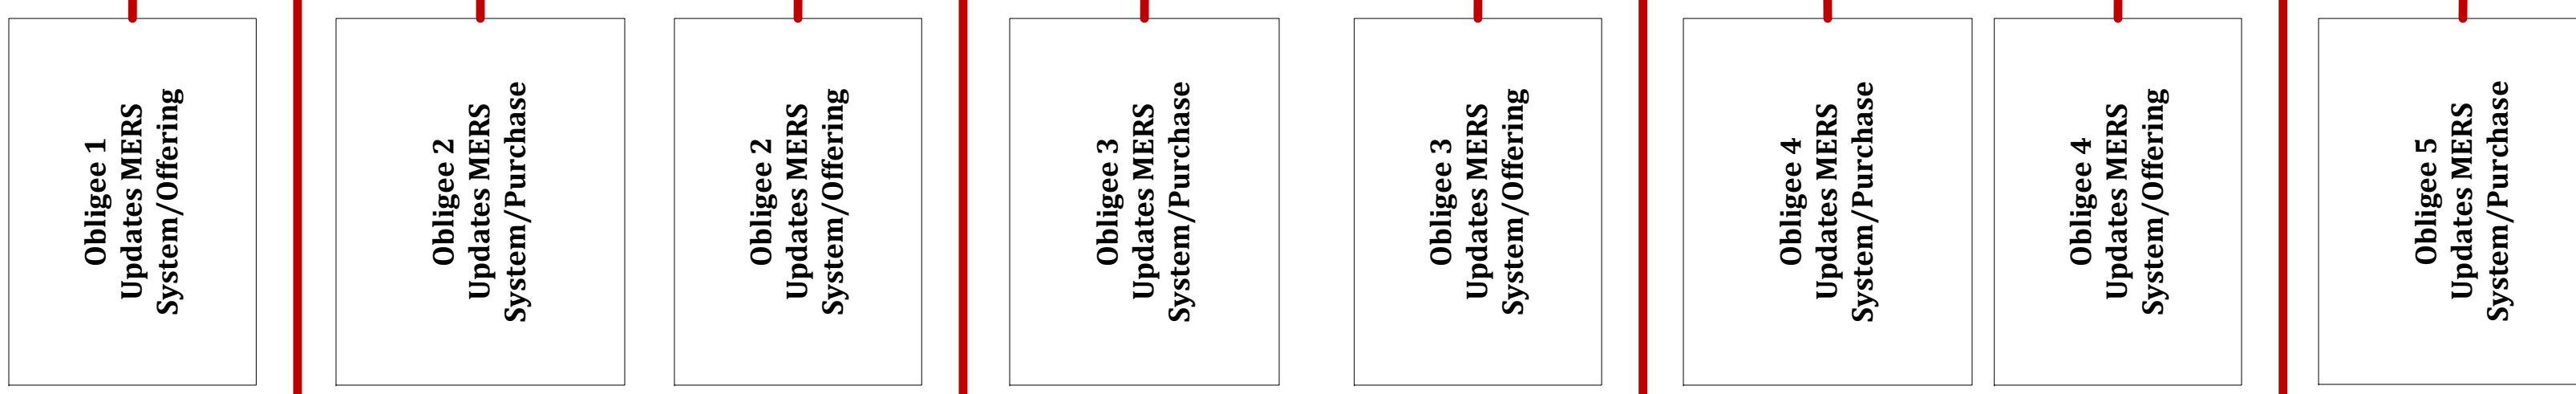 Obligee 1
Updates MERS
System/Offering
Obligee 2
Updates MERS
System/Purchase
Obligee 2
Updates MERS
System/Offering
Obligee 3
Updates MERS
System/Purchase
Obligee 3
Updates MERS
System/Offering
Obligee 4
Updates MERS
System/Purchase
Obligee 4
Updates MERS
System/Offering
Obligee 5
Updates MERS
System/Purchase